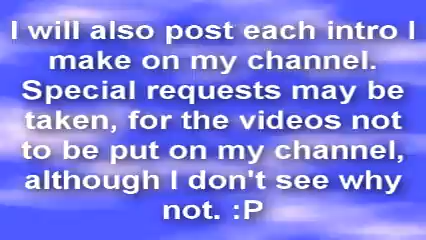 I will also post each intro I
make on my channel.
Special requests may be
taken, for the videos not
to be put on my channel,
although I don't see why
not. :P